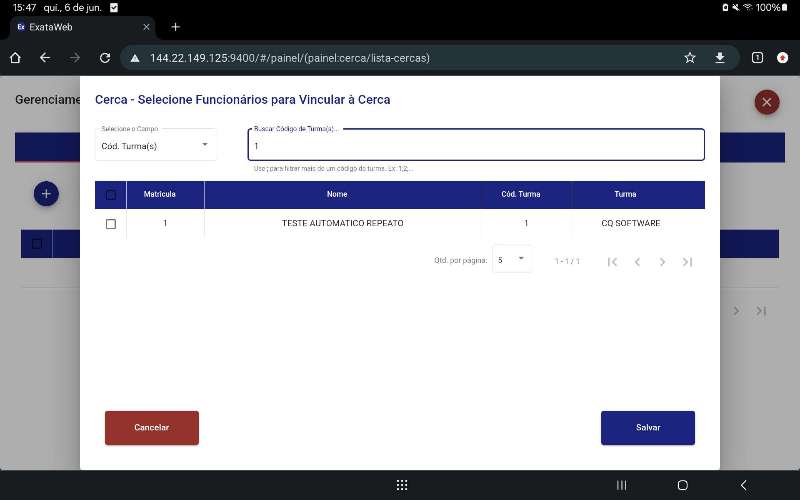 15:47 qui., 6 de jun.
100%
Ex ExataWeb
144.22.149.125:9400/#/painel/(painel:cerca/lista-cercas)
1
Gerenciame
Cerca - Selecione Funcionários para Vincular à Cerca
Selecione o Campo
Buscar Código de Turma(s)...
Cód. Turma(s)
1
Use ; para filtrar mais de um código de turma. Ex: 1;2;...
Matrícula Nome Cód. Turma Turma
1 TESTE AUTOMATICO REPEATO 1 CQ SOFTWARE
Qtd. por página: 5 1 - 1 / 1
Cancelar Salvar